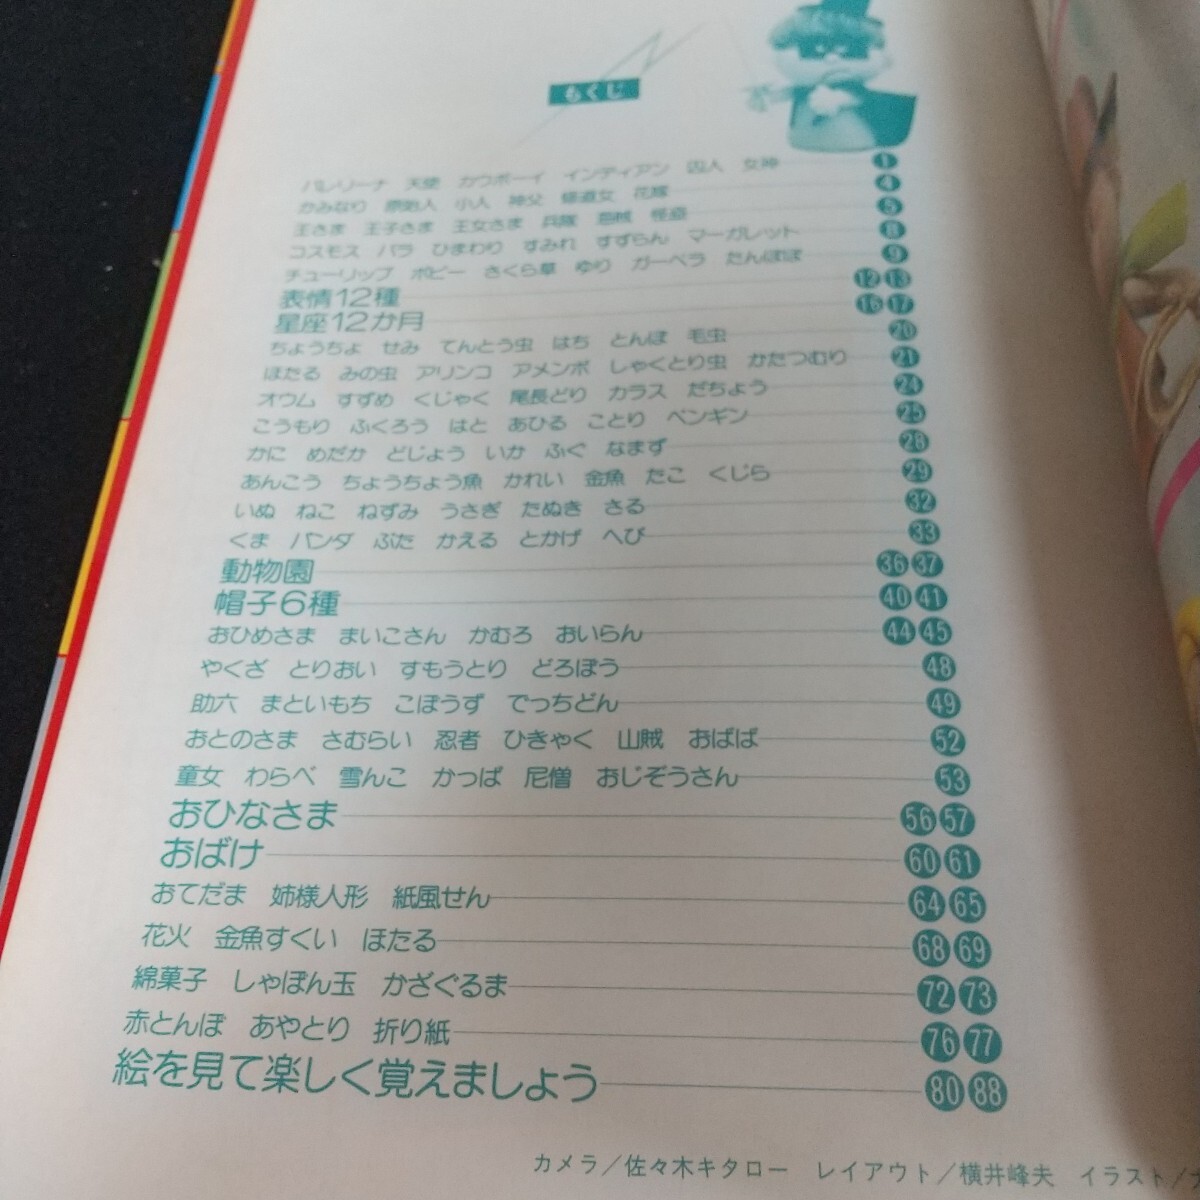 もくじ
バレリーナ 天使 カウボーイ インディアン 囚人 女神 1
かみなり 原始人 小人 神父 修道女 花嫁 4
王さま 王子さま 王女さま 兵隊 海賊 怪盗 5
コスモス バラ ひまわり すみれ すずらん マーガレット 8
チューリップ ポピー さくら草 ゆり ガーベラ たんぽぽ 9
表情12種 12 13
星座12か月 16 17
ちょうちょ せみ てんとう虫 はち とんぼ 毛虫 20
ほたる みの虫 アリンコ アメンボ しゃくとり虫 かたつむり 21
オウム すずめ くじゃく 尾長どり カラス だちょう 24
こうもり ふくろう はと あひる ことり ペンギン 25
かに めだか どじょう いか ふぐ なまず 28
あんこう ちょうちょう魚 かれい 金魚 たこ くじら 29
いぬ ねこ ねずみ うさぎ たぬき さる 32
くま パンダ ぶた かえる とかげ へび 33
動物園 36 37
帽子6種 40 41
おひめさま まいこさん かむろ おいらん 44 45
やくざ とりおい すもうとり どろぼう 48
助六 まといもち こぼうず でっちどん 49
おとのさま さむらい 忍者 ひきゃく 山賊 おばば 52
童女 わらべ 雪んこ かっぱ 尼僧 おじぞうさん 53
おひなさま 56 57
おばけ 60 61
おてだま 姉様人形 紙風せん 64 65
花火 金魚すくい ほたる 68 69
綿菓子 しゃぼん玉 かざぐるま 72 73
赤とんぼ あやとり 折り紙 76 77
絵を見て楽しく覚えましょう 80 88
カメラ／佐々木キタロー レイアウト／横井峰夫 イラスト／